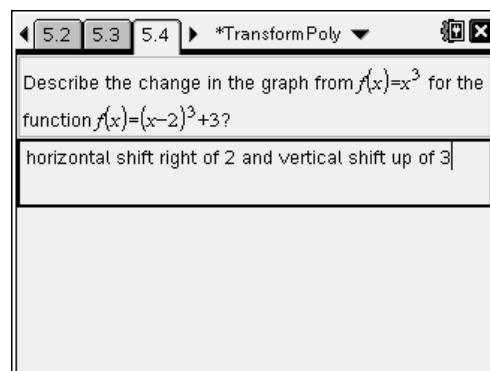 5.2 5.3 5.4 *TransformPoly
Describe the change in the graph from f(x)=x³ for the
function f(x)=(x-2)³+3?
horizontal shift right of 2 and vertical shift up of 3